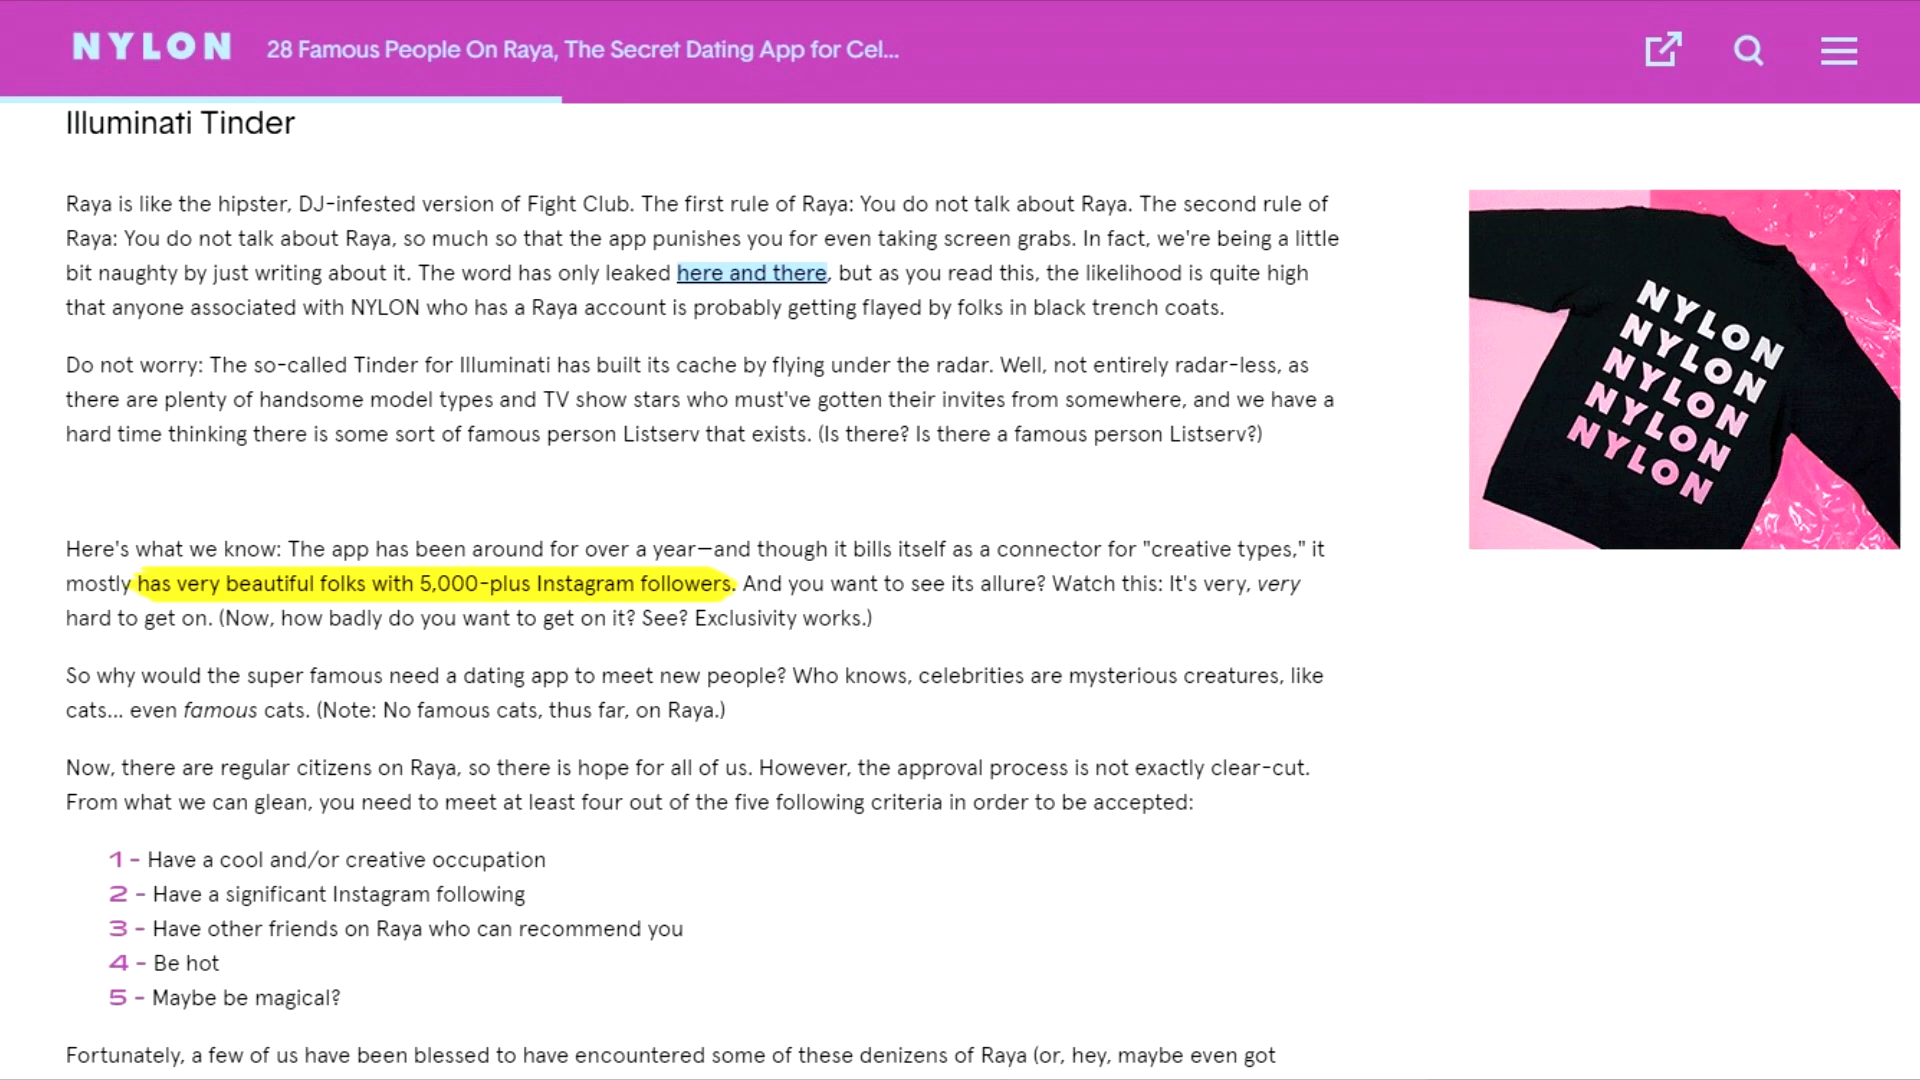 NYLON
28 Famous People On Raya, The Secret Dating App for Cel...
Illuminati Tinder
Raya is like the hipster, DJ-infested version of Fight Club. The first rule of Raya: You do not talk about Raya. The second rule of
Raya: You do not talk about Raya, so much so that the app punishes you for even taking screen grabs. In fact, we're being a little
bit naughty by just writing about it. The word has only leaked here and there, but as you read this, the likelihood is quite high
that anyone associated with NYLON who has a Raya account is probably getting flayed by folks in black trench coats.
Do not worry: The so-called Tinder for Illuminati has built its cache by flying under the radar. Well, not entirely radar-less, as
there are plenty of handsome model types and TV show stars who must've gotten their invites from somewhere, and we have a
hard time thinking there is some sort of famous person Listserv that exists. (Is there? Is there a famous person Listserv?)
Here's what we know: The app has been around for over a year—and though it bills itself as a connector for "creative types," it
mostly has very beautiful folks with 5,000-plus Instagram followers. And you want to see its allure? Watch this: It's very, very
hard to get on. (Now, how badly do you want to get on it? See? Exclusivity works.)
So why would the super famous need a dating app to meet new people? Who knows, celebrities are mysterious creatures, like
cats... even famous cats. (Note: No famous cats, thus far, on Raya.)
Now, there are regular citizens on Raya, so there is hope for all of us. However, the approval process is not exactly clear-cut.
From what we can glean, you need to meet at least four out of the five following criteria in order to be accepted:
1 - Have a cool and/or creative occupation
2 - Have a significant Instagram following
3 - Have other friends on Raya who can recommend you
4 - Be hot
5 - Maybe be magical?
Fortunately, a few of us have been blessed to have encountered some of these denizens of Raya (or, hey, maybe even got
NYLON
NYLON
NYLON
NYLON
NYLON